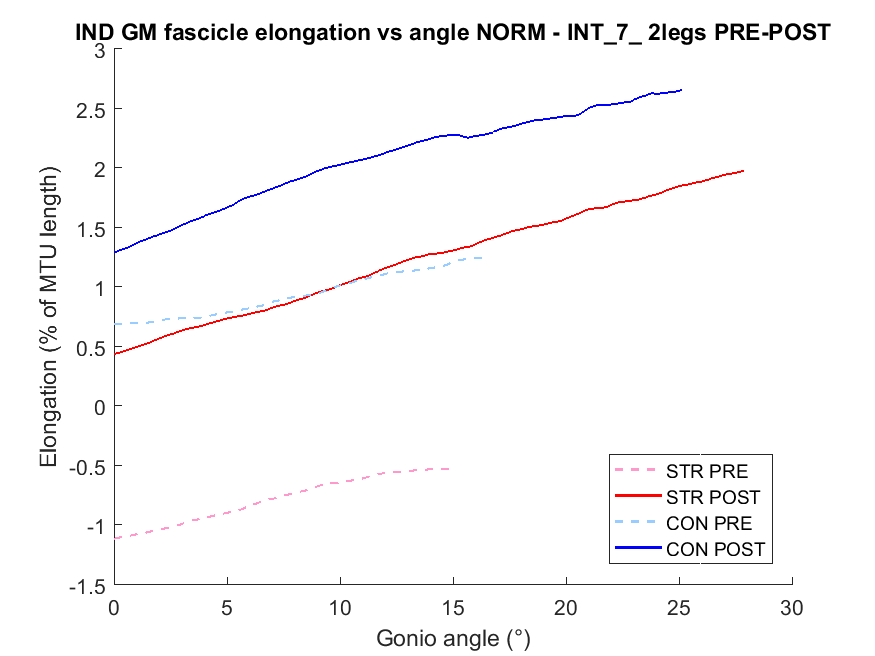 IND GM fascicle elongation vs angle NORM - INT_7_ 2legs PRE-POST
Elongation (% of MTU length)
3
2.5
2
1.5
1
0.5
0
-0.5
-1
-1.5
0 5 10 15 20 25 30
Gonio angle (°)
STR PRE
STR POST
CON PRE
CON POST